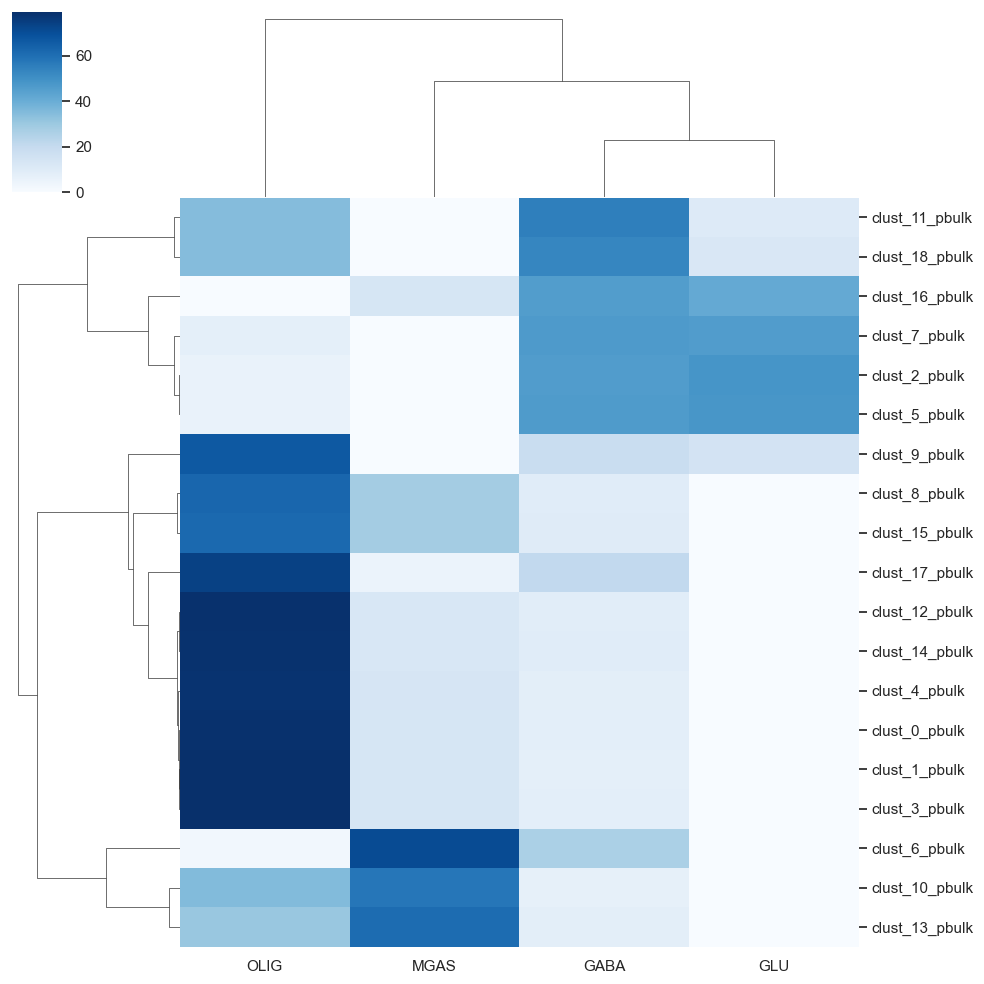 60
40
20
0
clust_11_pbulk
clust_18_pbulk
clust_16_pbulk
clust_7_pbulk
clust_2_pbulk
clust_5_pbulk
clust_9_pbulk
clust_8_pbulk
clust_15_pbulk
clust_17_pbulk
clust_12_pbulk
clust_14_pbulk
clust_4_pbulk
clust_0_pbulk
clust_1_pbulk
clust_3_pbulk
clust_6_pbulk
clust_10_pbulk
clust_13_pbulk
OLIG MGAS GABA GLU